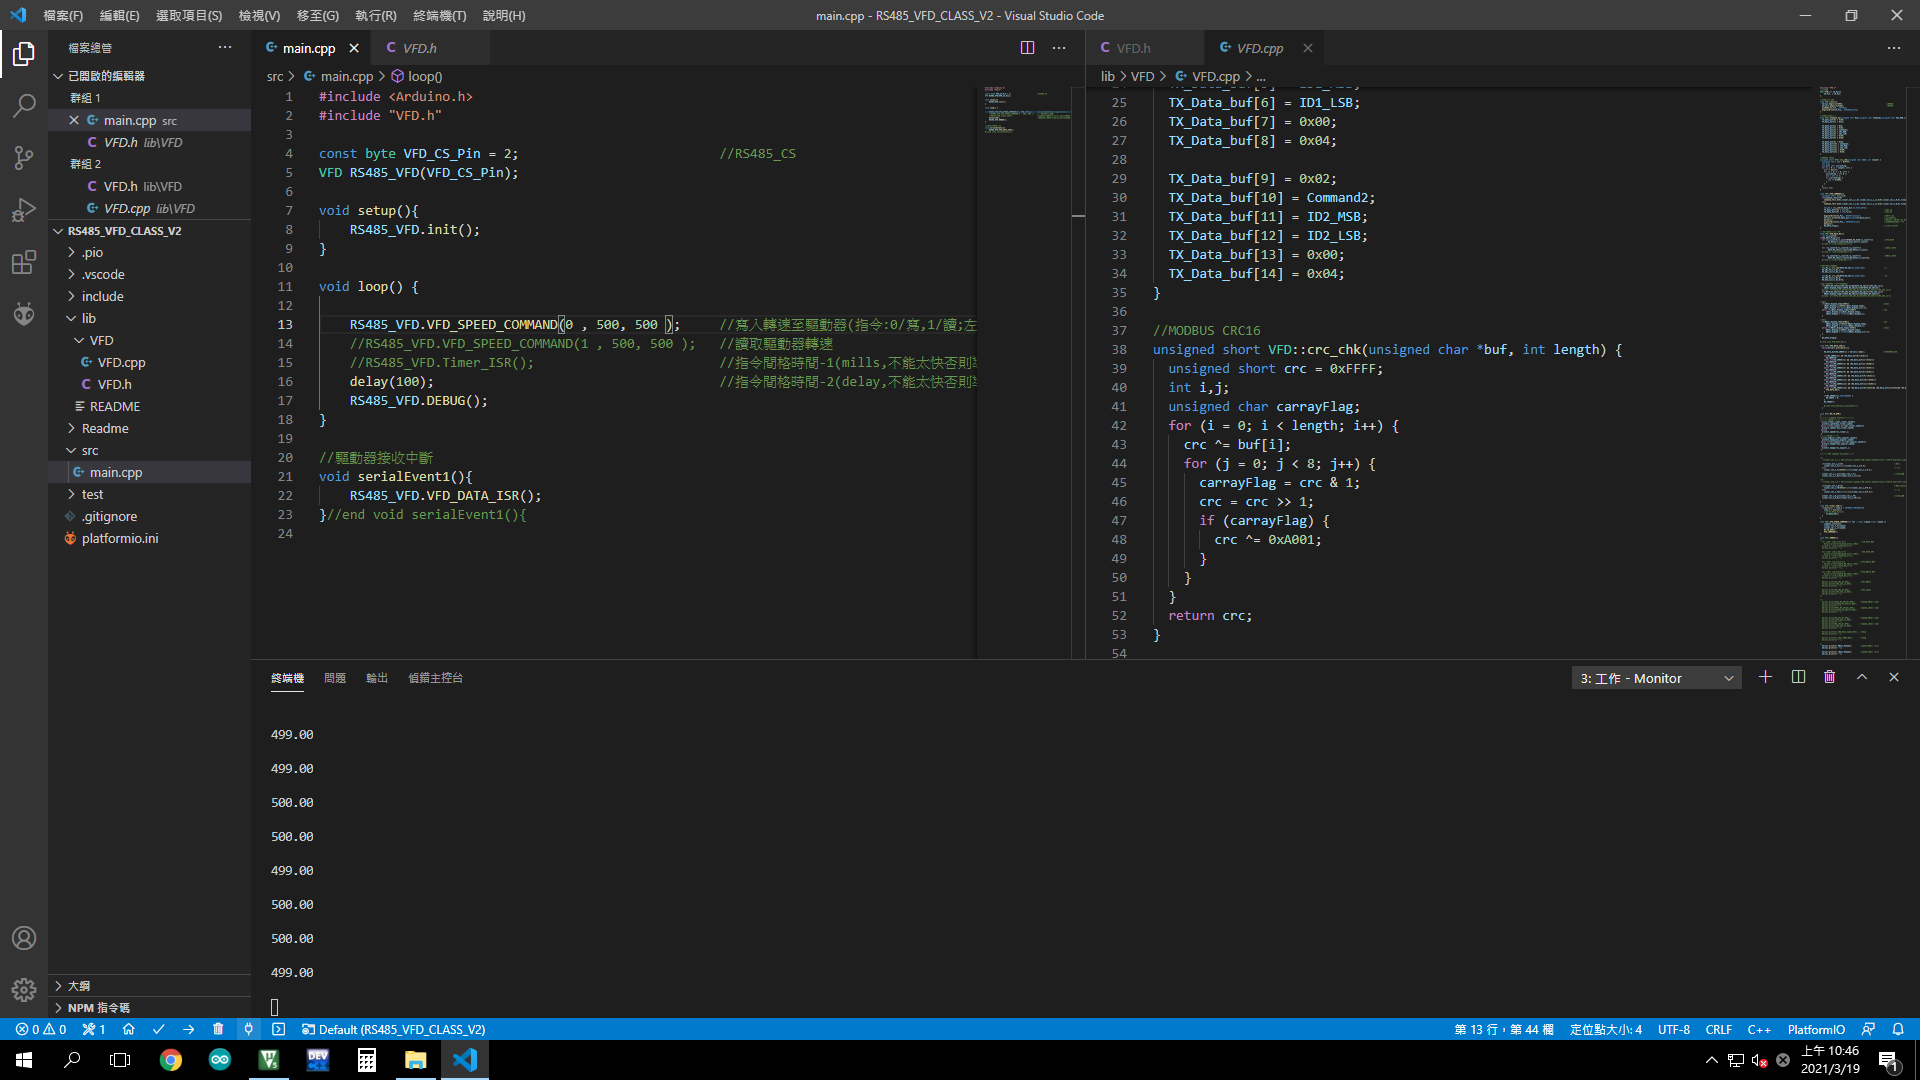 檔案(F) 編輯(E) 選取項目(S) 檢視(V) 移至(G) 執行(R) 終端機(T) 說明(H)
main.cpp - RS485_VFD_CLASS_V2 - Visual Studio Code
檔案總管
已開啟的編輯器
群組 1
main.cpp src
VFD.h lib\VFD
群組 2
VFD.h lib\VFD
VFD.cpp lib\VFD
RS485_VFD_CLASS_V2
.pio
.vscode
include
lib
VFD
VFD.cpp
VFD.h
README
Readme
src
main.cpp
test
.gitignore
platformio.ini
大綱
NPM 指令碼
main.cpp
VFD.h
src > main.cpp > loop()
1 #include <Arduino.h>
2 #include "VFD.h"
3
4 const byte VFD_CS_Pin = 2; //RS485_CS
5 VFD RS485_VFD(VFD_CS_Pin);
6
7 void setup(){
8 RS485_VFD.init();
9 }
10
11 void loop() {
12
13 RS485_VFD.VFD_SPEED_COMMAND(0 , 500, 500 ); //寫入轉速至驅動器(指令:0/寫,1/讀;左
14 //RS485_VFD.VFD_SPEED_COMMAND(1 , 500, 500 ); //讀取驅動器轉速
15 //RS485_VFD.Timer_ISR(); //指令間格時間-1(mills,不能太快否則
16 delay(100); //指令間格時間-2(delay,不能太快否則
17 RS485_VFD.DEBUG();
18 }
19
20 //驅動器接收中斷
21 void serialEvent1(){
22 RS485_VFD.VFD_DATA_ISR();
23 }//end void serialEvent1(){
24
VFD.h
VFD.cpp
lib > VFD > VFD.cpp > ...
25 TX_Data_buf[6] = ID1_LSB;
26 TX_Data_buf[7] = 0x00;
27 TX_Data_buf[8] = 0x04;
28
29 TX_Data_buf[9] = 0x02;
30 TX_Data_buf[10] = Command2;
31 TX_Data_buf[11] = ID2_MSB;
32 TX_Data_buf[12] = ID2_LSB;
33 TX_Data_buf[13] = 0x00;
34 TX_Data_buf[14] = 0x04;
35 }
36
37 //MODBUS CRC16
38 unsigned short VFD::crc_chk(unsigned char *buf, int length) {
39 unsigned short crc = 0xFFFF;
40 int i,j;
41 unsigned char carrayFlag;
42 for (i = 0; i < length; i++) {
43 crc ^= buf[i];
44 for (j = 0; j < 8; j++) {
45 carrayFlag = crc & 1;
46 crc = crc >> 1;
47 if (carrayFlag) {
48 crc ^= 0xA001;
49 }
50 }
51 }
52 return crc;
53 }
54
終端機 問題 輸出 偵錯主控台
3: 工作 - Monitor
499.00
499.00
500.00
500.00
499.00
500.00
500.00
499.00
0 0 1 Default (RS485_VFD_CLASS_V2)
第 13 行，第 44 欄 定位點大小: 4 UTF-8 CRLF C++ PlatformIO
DEV
上午 10:46
2021/3/19
1